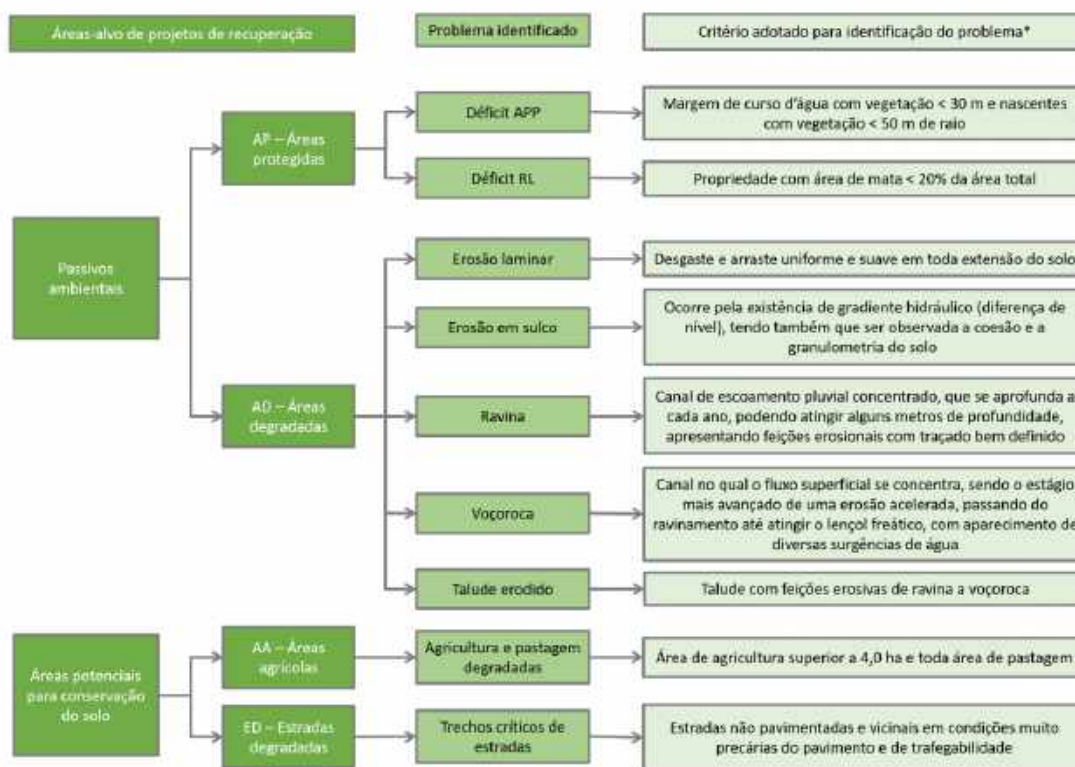 Áreas-alvo de projetos de recuperação
Problema identificado
Critério adotado para identificação do problema*
Passivos
ambientais
AP – Áreas
protegidas
Déficit APP
Margem de curso d'água com vegetação < 30 m e nascentes
com vegetação < 50 m de raio
Déficit RL
Propriedade com área de mata < 20% da área total
AD – Áreas
degradadas
Erosão laminar
Desgaste e arraste uniforme e suave em toda extensão do solo
Erosão em sulco
Ocorre pela existência de gradiente hidráulico (diferença de
nível), tendo também que ser observada a coesão e a
granulometria do solo
Ravina
Canal de escoamento pluvial concentrado, que se aprofunda a
cada ano, podendo atingir alguns metros de profundidade,
apresentando feições erosionais com traçado bem definido
Voçoroca
Canal no qual o fluxo superficial se concentra, sendo o estágio
mais avançado de uma erosão acelerada, passando do
ravinamento até atingir o lençol freático, com aparecimento de
diversas surgências de água
Talude erodido
Talude com feições erosivas de ravina a voçoroca
Áreas potenciais
para conservação
do solo
AA – Áreas
agrícolas
Agricultura e pastagem
degradadas
Área de agricultura superior a 4,0 ha e toda área de pastagem
ED – Estradas
degradadas
Trechos críticos de
estradas
Estradas não pavimentadas e vicinais em condições muito
precárias do pavimento e de trafegabilidade